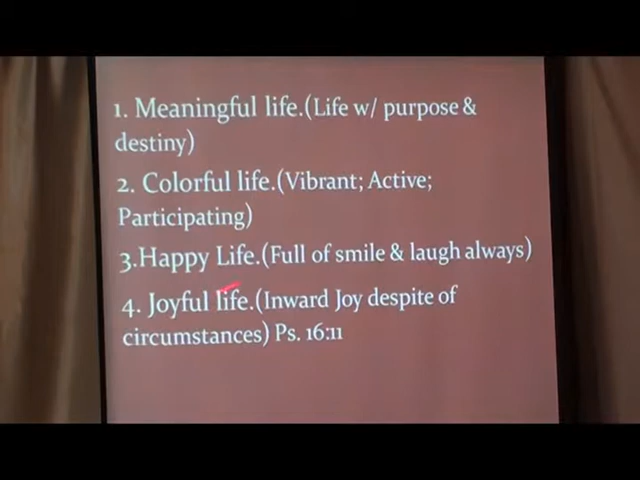 1. Meaningful life.(Life w/ purpose &
destiny)
2. Colorful life.(Vibrant; Active;
Participating)
3.Happy Life.(Full of smile & laugh always)
4. Joyful life.(Inward Joy despite of
circumstances) Ps. 16:11